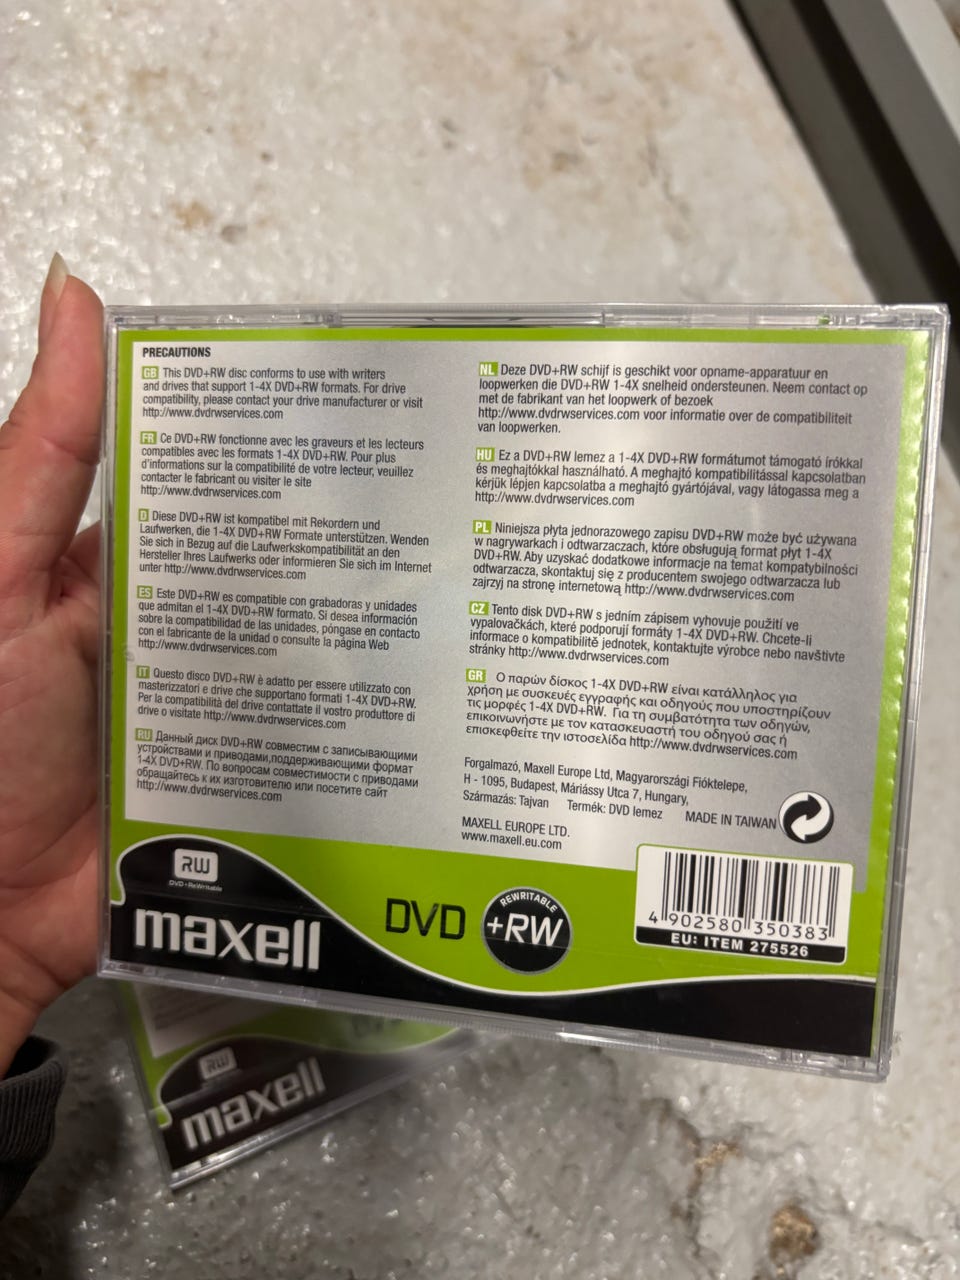 PRECAUTIONS
GB This DVD+RW disc conforms to use with writers
and drives that support 1-4X DVD+RW formats. For drive
compatibility, please contact your drive manufacturer or visit
http://www.dvdrwservices.com
FR Ce DVD+RW fonctionne avec les graveurs et les lecteurs
compatibles avec les formats 1-4X DVD+RW. Pour plus
d'informations sur la compatibilité de votre lecteur, veuillez
contacter le fabricant ou visiter le site
http://www.dvdrwservices.com
D Diese DVD+RW ist kompatibel mit Rekordern und
Laufwerken, die 1-4X DVD+RW Formate unterstützen. Wenden
Sie sich in Bezug auf die Laufwerkskompatibilität an den
Hersteller Ihres Laufwerks oder informieren Sie sich im Internet
unter http://www.dvdrwservices.com
ES Este DVD+RW es compatible con grabadoras y unidades
que admitan el 1-4X DVD+RW formato. Si desea información
sobre la compatibilidad de las unidades, póngase en contacto
con el fabricante de la unidad o consulte la página Web
http://www.dvdrwservices.com
IT Questo disco DVD+RW è adatto per essere utilizzato con
masterizzatori e drive che supportano formati 1-4X DVD+RW.
Per la compatibilità del drive contattate il vostro produttore di
drive o visitate http://www.dvdrwservices.com
RU Данный диск DVD+RW совместим с записывающими
устройствами и приводами,поддерживающими формат
1-4X DVD+RW. По вопросам совместимости с приводами
обращайтесь к их изготовителю или посетите сайт
http://www.dvdrwservices.com
NL Deze DVD+RW schijf is geschikt voor opname-apparatuur en
loopwerken die DVD+RW 1-4X snelheid ondersteunen. Neem contact op
met de fabrikant van het loopwerk of bezoek
http://www.dvdrwservices.com voor informatie over de compatibiliteit
van loopwerken.
HU Ez a DVD+RW lemez a 1-4X DVD+RW formátumot támogató írókkal
és meghajtókkal használható. A meghajtó kompatibilitással kapcsolatban
kérjük lépjen kapcsolatba a meghajtó gyártójával, vagy látogassa meg a
http://www.dvdrwservices.com
PL Niniejsza płyta jednorazowego zapisu DVD+RW może być używana
w nagrywarkach i odtwarzaczach, które obsługują format płyt 1-4X
DVD+RW. Aby uzyskać dodatkowe informacje na temat kompatybilności
odtwarzacza, skontaktuj się z producentem swojego odtwarzacza lub
zajrzyj na stronę internetową http://www.dvdrwservices.com
CZ Tento disk DVD+RW s jedním zápisem vyhovuje použití ve
vypalovačkách, které podporují formáty 1-4X DVD+RW. Chcete-li
informace o kompatibilitě jednotek, kontaktujte výrobce nebo navštivte
stránky http://www.dvdrwservices.com
GR Ο παρών δίσκος 1-4X DVD+RW είναι κατάλληλος για
χρήση με συσκευές εγγραφής και οδηγούς που υποστηρίζουν
τις μορφές 1-4X DVD+RW. Για τη συμβατότητα των οδηγών,
επικοινωνήστε με τον κατασκευαστή του οδηγού σας ή
επισκεφθείτε την ιστοσελίδα http://www.dvdrwservices.com
Forgalmazó, Maxell Europe Ltd, Magyarországi Fióktelepe,
H - 1095, Budapest, Máriássy Utca 7, Hungary,
Származás: Tajvan Termék: DVD lemez MADE IN TAIWAN
MAXELL EUROPE LTD.
www.maxell.eu.com
RW
DVD+ReWritable
maxell
DVD
REWRITABLE
+RW
4 902580 350383
EU: ITEM 275526
RW
maxell